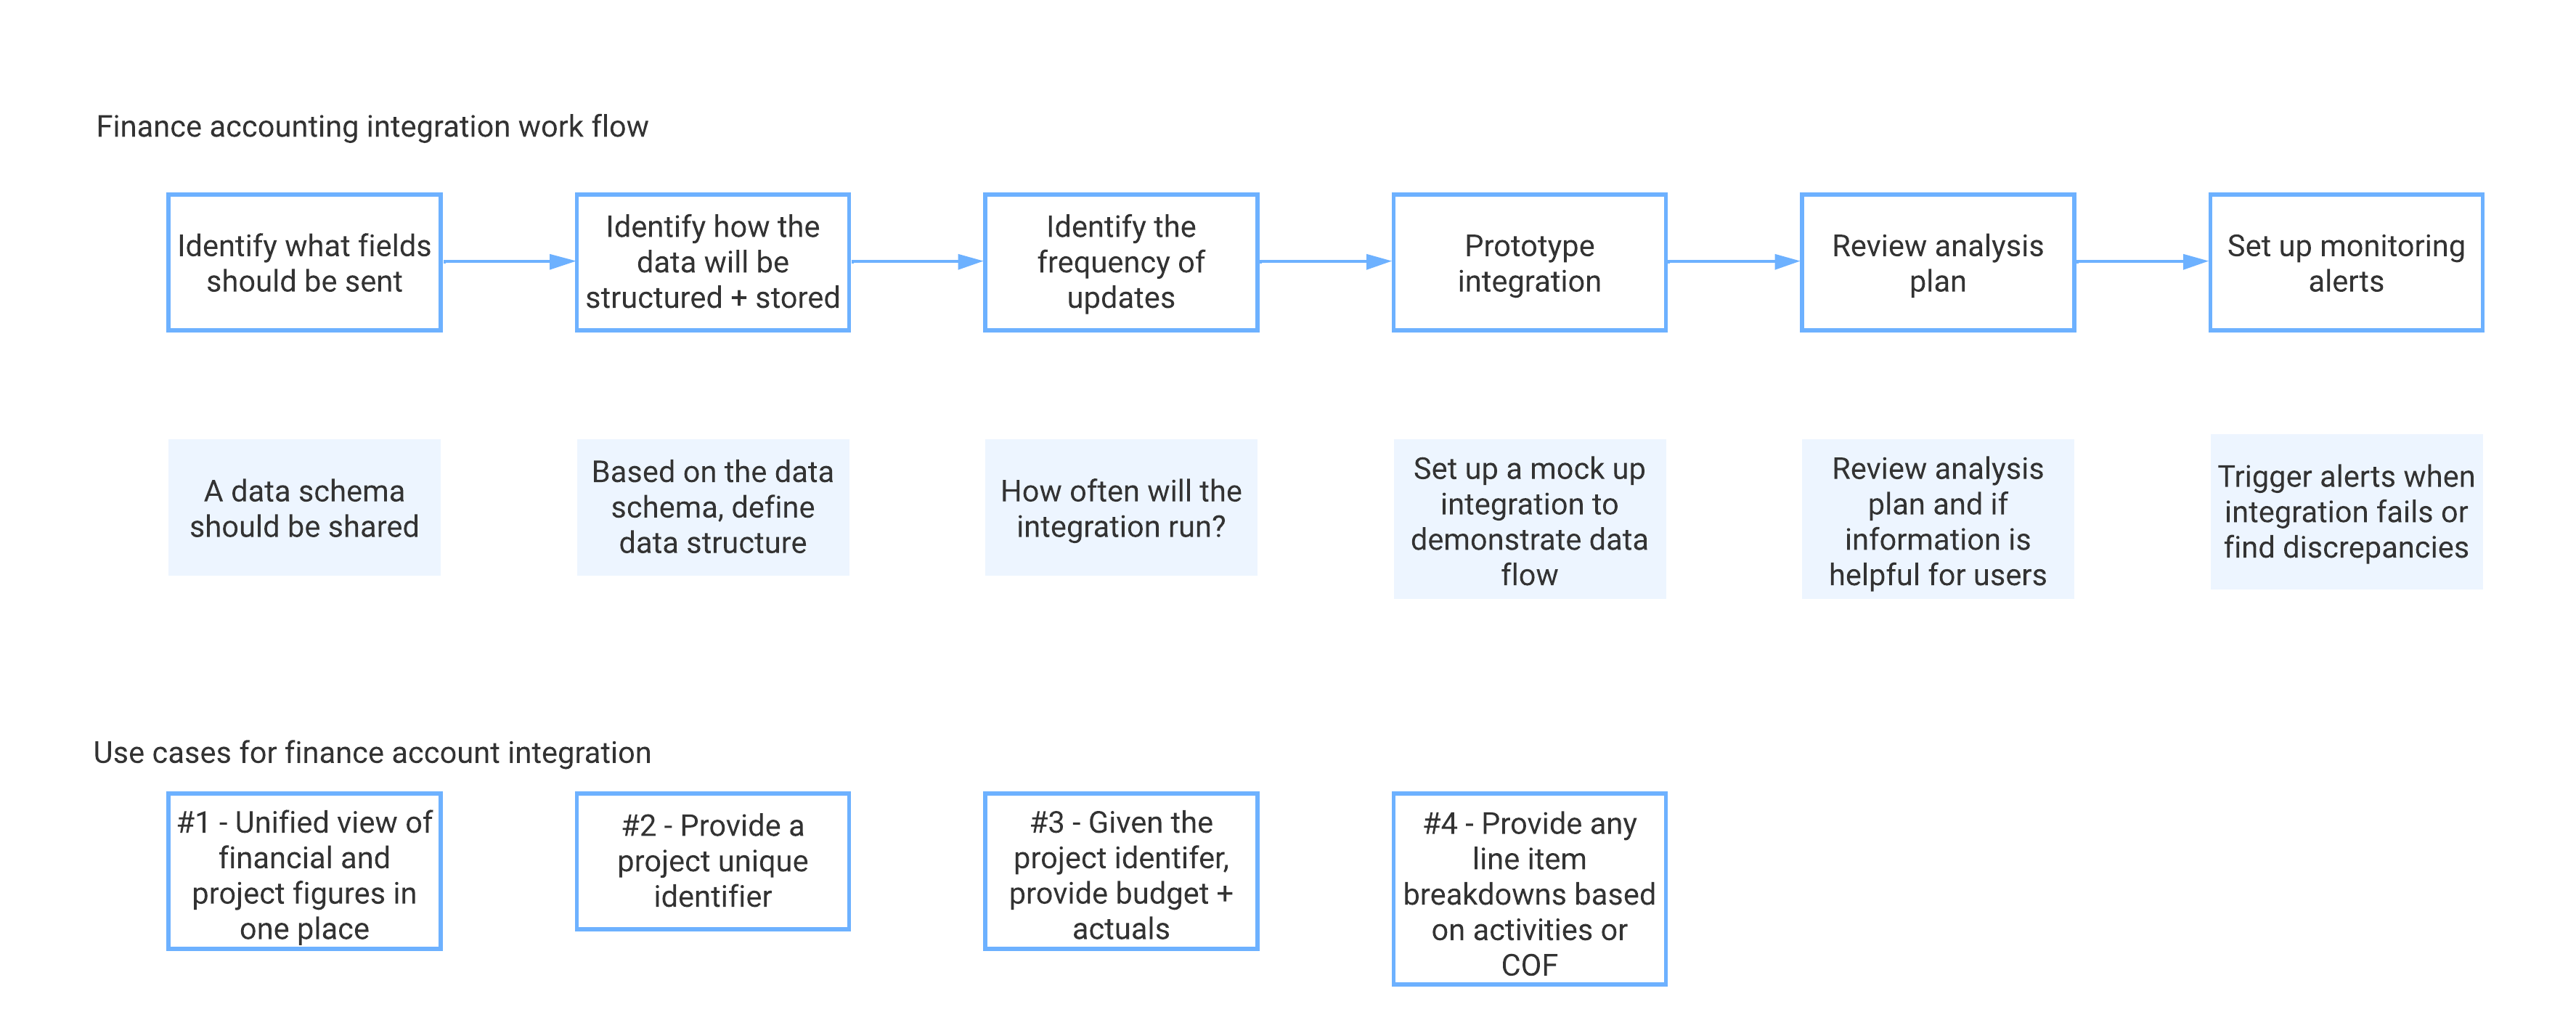 Finance accounting integration work flow
Identify what fields
should be sent
Identify how the
data will be
structured + stored
Identify the
frequency of
updates
Prototype
integration
Review analysis
plan
Set up monitoring
alerts
A data schema
should be shared
Based on the data
schema, define
data structure
How often will the
integration run?
Set up a mock up
integration to
demonstrate data
flow
Review analysis
plan and if
information is
helpful for users
Trigger alerts when
integration fails or
find discrepancies
Use cases for finance account integration
#1 - Unified view of
financial and
project figures in
one place
#2 - Provide a
project unique
identifier
#3 - Given the
project identifer,
provide budget +
actuals
#4 - Provide any
line item
breakdowns based
on activities or
COF